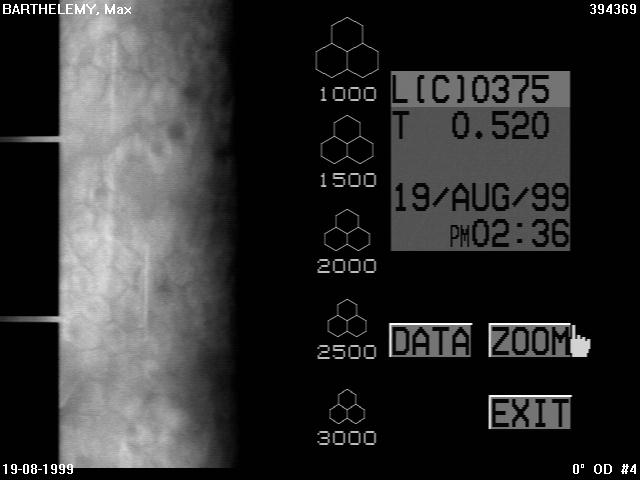 BARTHELEMY, Max
394369
1000
1500
2000
2500
3000
L(C)0375
T 0.520
19/AUG/99
PM02:36
DATA
ZOOM
EXIT
19-08-1999
0° OD #4